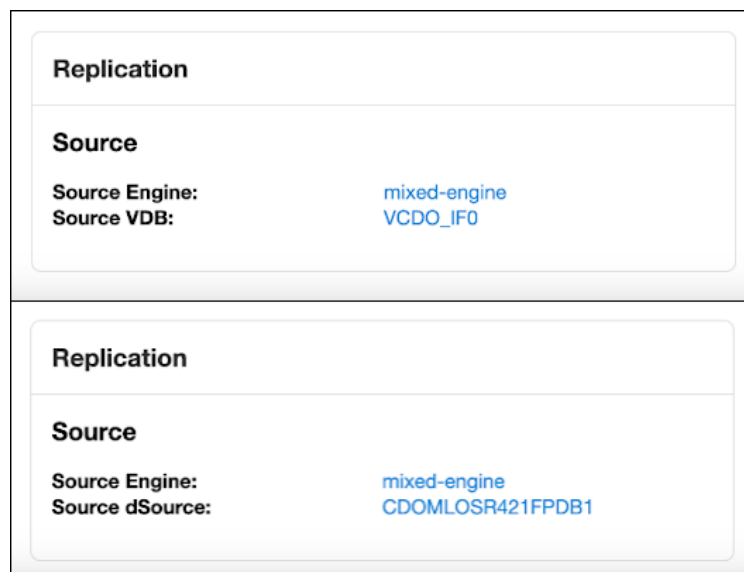 Replication
Source
Source Engine: mixed-engine
Source VDB: VCDO_IF0
Replication
Source
Source Engine: mixed-engine
Source dSource: CDOMLOSR421FPDB1